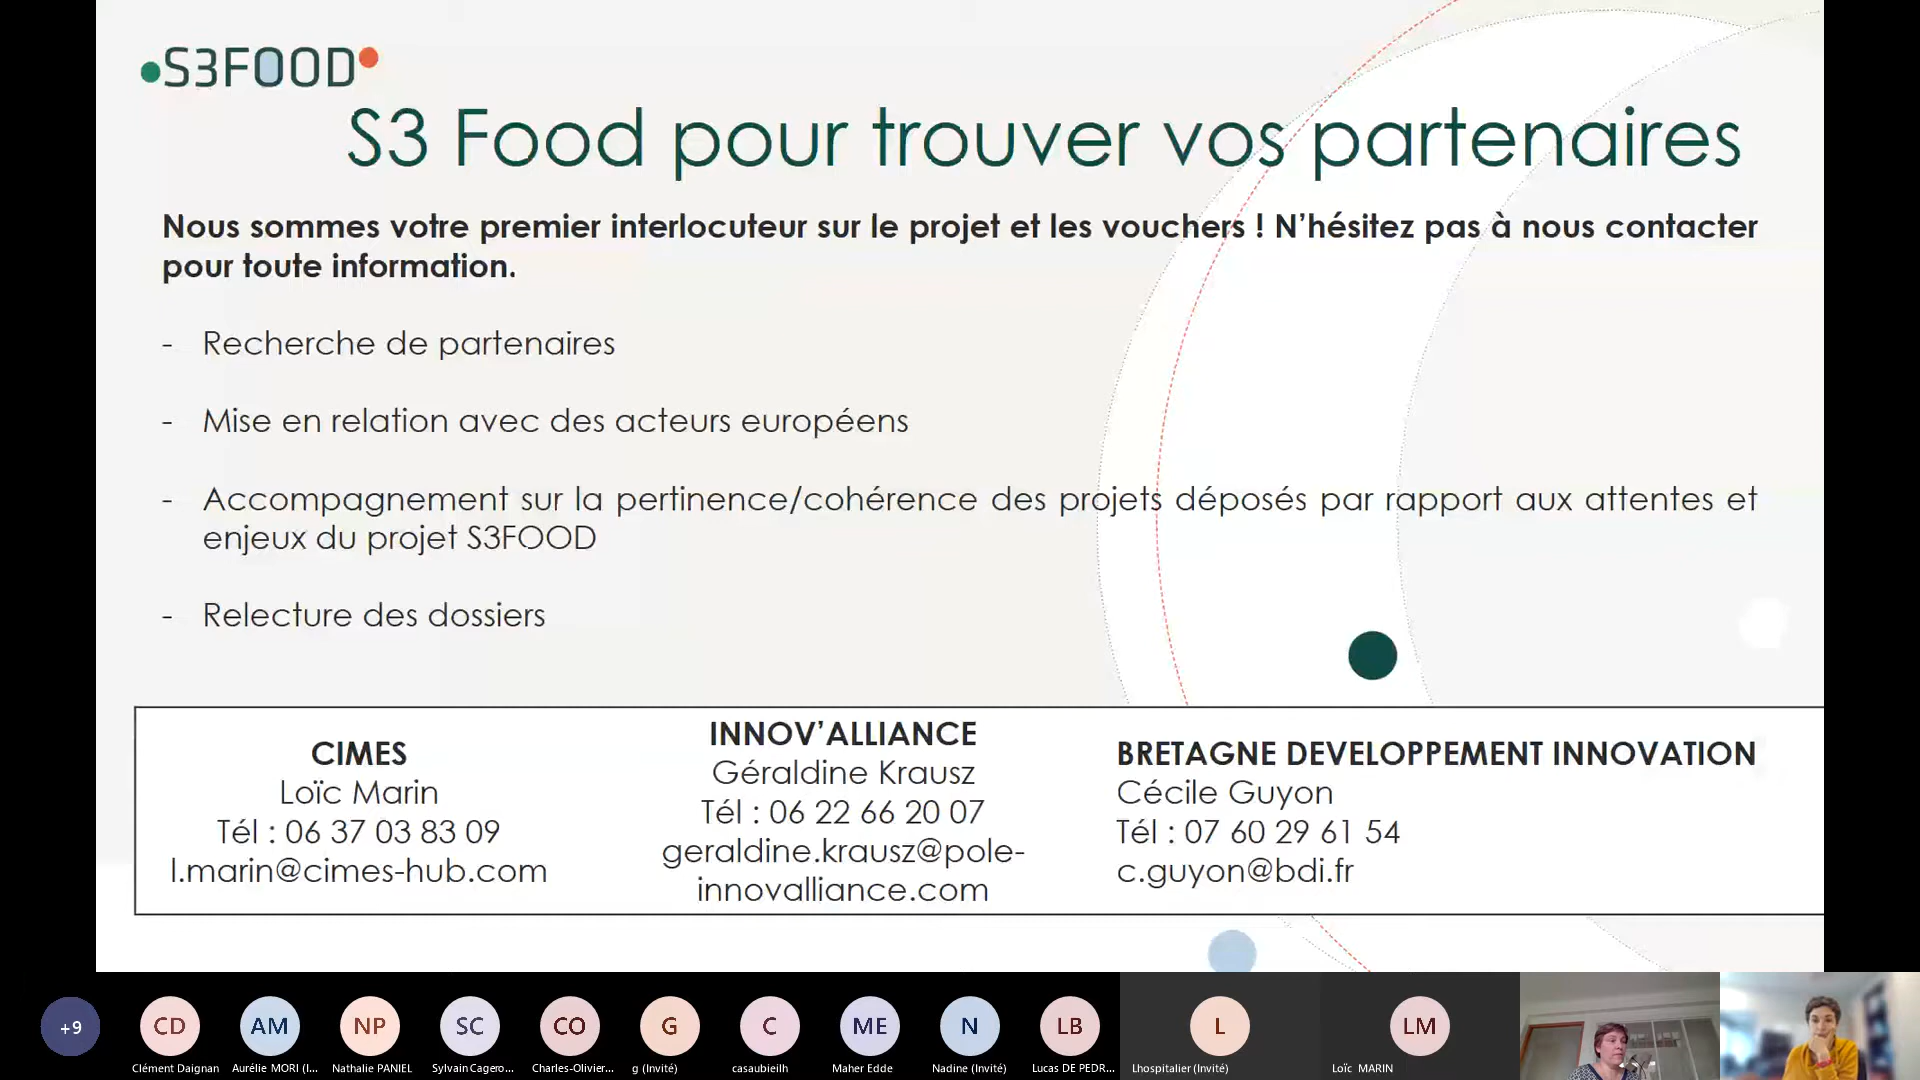 S3FOOD
S3 Food pour trouver vos partenaires
Nous sommes votre premier interlocuteur sur le projet et les vouchers ! N’hésitez pas à nous contacter
pour toute information.
- Recherche de partenaires
- Mise en relation avec des acteurs européens
- Accompagnement sur la pertinence/cohérence des projets déposés par rapport aux attentes et
enjeux du projet S3FOOD
- Relecture des dossiers
CIMES
Loïc Marin
Tél : 06 37 03 83 09
l.marin@cimes-hub.com
INNOV’ALLIANCE
Géraldine Krausz
Tél : 06 22 66 20 07
geraldine.krausz@pole-
innovalliance.com
BRETAGNE DEVELOPPEMENT INNOVATION
Cécile Guyon
Tél : 07 60 29 61 54
c.guyon@bdi.fr
+9
CD
AM
NP
SC
CO
G
C
ME
N
LB
L
LM
Clément Daignan
Aurélie MORI (I...
Nathalie PANIEL
Sylvain Cagero...
Charles-Olivier...
g (Invité)
casaubieilh
Maher Edde
Nadine (Invité)
Lucas DE PEDR...
Lhospitalier (Invité)
Loïc MARIN